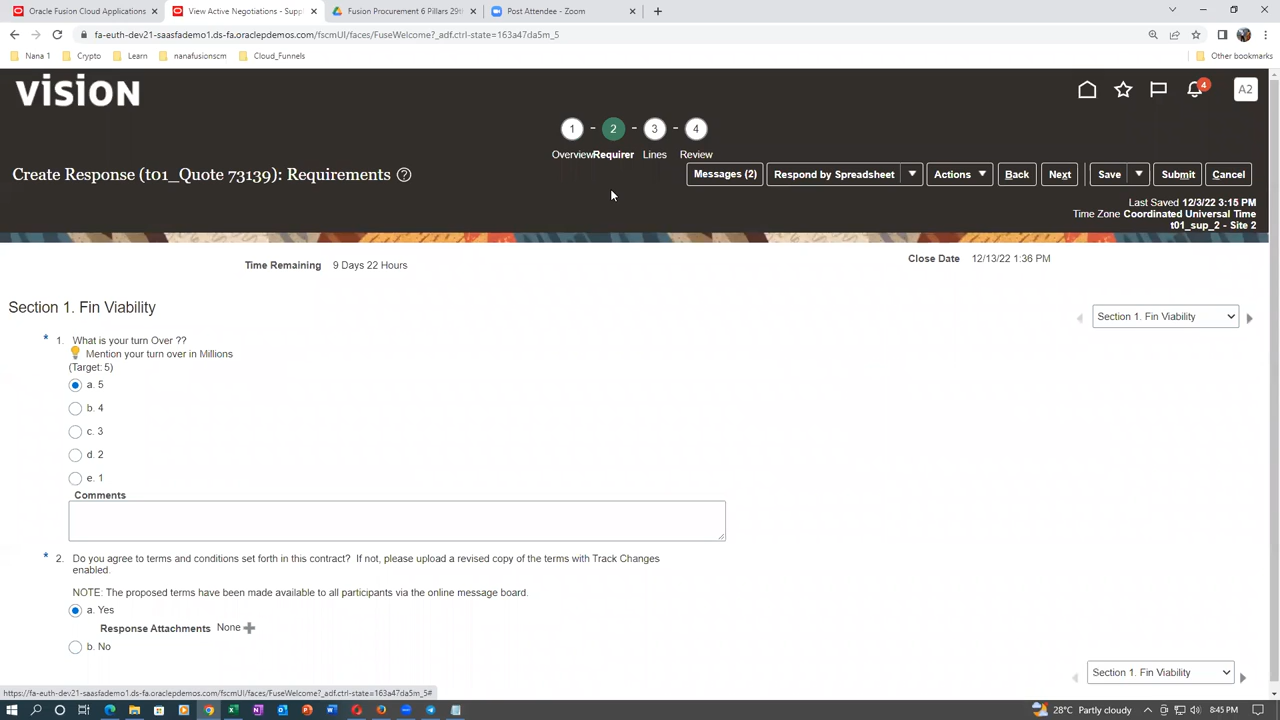 Oracle Fusion Cloud Applications
View Active Negotiations - Supp
Fusion Procurement 6 Pillars 29th
Post Attendee - Zoom
fa-euth-dev21-saasfademo1.ds-fa.oraclepdemos.com/fscmUI/faces/FuseWelcome?_adf.ctrl-state=163a47da5m_5
Nana 1
Crypto
Learn
nanafusionscm
Cloud_Funnels
Other bookmarks
vision
4
A2
1
2
3
4
Overview
Requirer
Lines
Review
Create Response (t01_Quote 73139): Requirements
Messages (2)
Respond by Spreadsheet
Actions
Back
Next
Save
Submit
Cancel
Last Saved 12/3/22 3:15 PM
Time Zone Coordinated Universal Time
t01_sup_2 - Site 2
Time Remaining 9 Days 22 Hours
Close Date 12/13/22 1:36 PM
Section 1. Fin Viability
Section 1. Fin Viability
* 1. What is your turn Over ??
Mention your turn over in Millions
(Target: 5)
a. 5
b. 4
c. 3
d. 2
e. 1
Comments
* 2. Do you agree to terms and conditions set forth in this contract? If not, please upload a revised copy of the terms with Track Changes
enabled.
NOTE: The proposed terms have been made available to all participants via the online message board.
a. Yes
Response Attachments None
b. No
Section 1. Fin Viability
https://fa-euth-dev21-saasfademo1.ds-fa.oraclepdemos.com/fscmUI/faces/FuseWelcome?_adf.ctrl-state=163a47da5m_5#
28°C Partly cloudy
8:45 PM